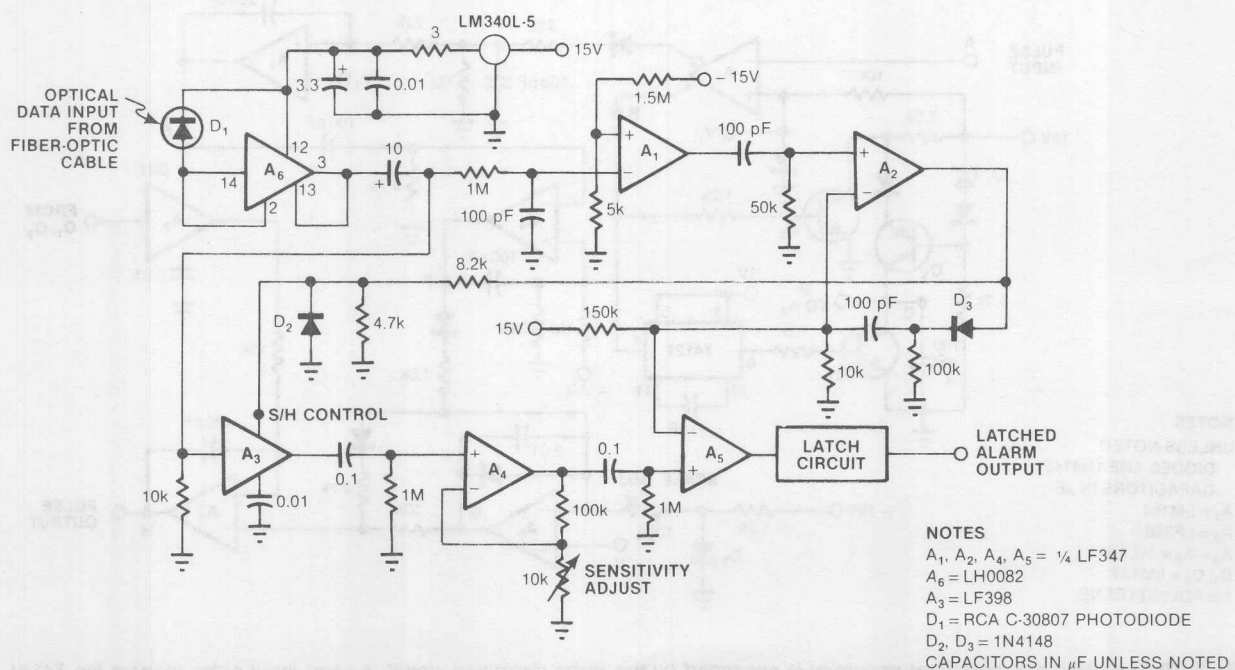 LM340L-5
3
15V
3.3
+
0.01
OPTICAL
DATA INPUT
FROM
FIBER-OPTIC
CABLE
D1
12
14
A6
3
13
2
10
+
1M
100 pF
1.5M
– 15V
+
A1
–
5k
100 pF
50k
+
A2
–
8.2k
D2
4.7k
15V
150k
100 pF
D3
10k
100k
S/H CONTROL
A3
10k
0.01
0.1
1M
+
A4
–
100k
10k
SENSITIVITY
ADJUST
0.1
1M
–
A5
+
LATCH
CIRCUIT
LATCHED
ALARM
OUTPUT
NOTES
A1, A2, A4, A5 = ¼ LF347
A6 = LH0082
A3 = LF398
D1 = RCA C-30807 PHOTODIODE
D2, D3 = 1N4148
CAPACITORS IN µF UNLESS NOTED